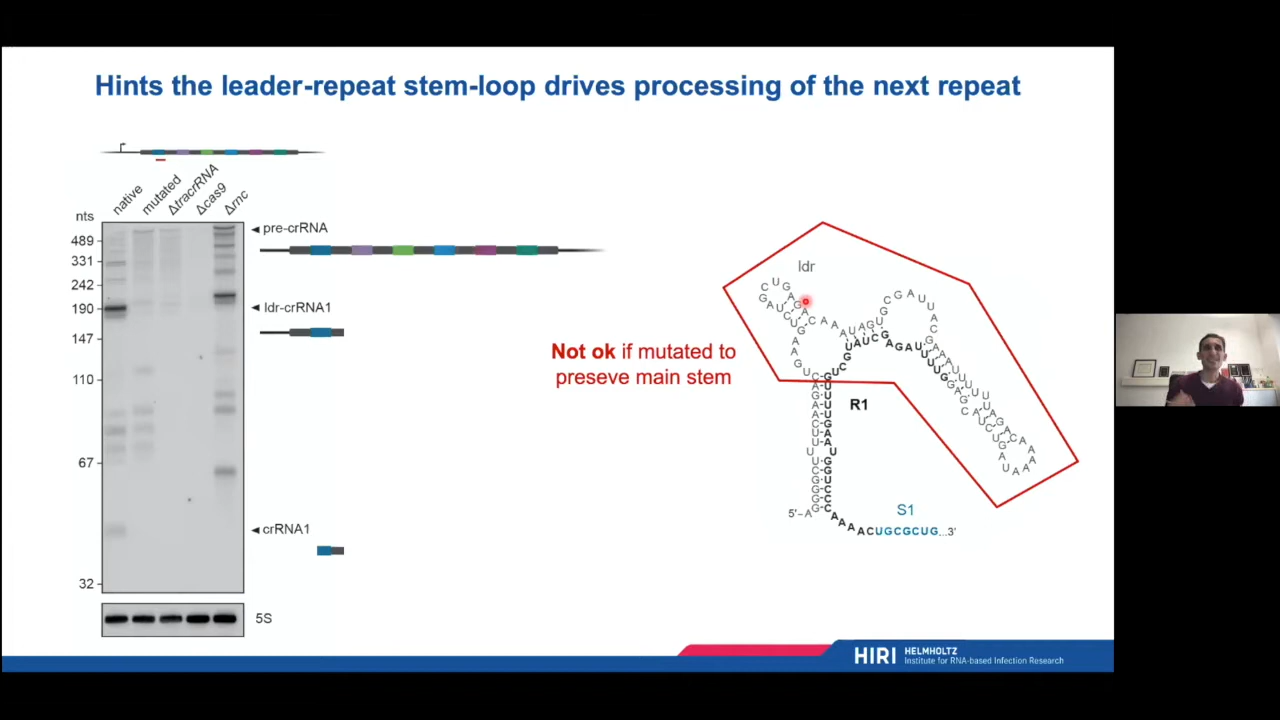 Hints the leader-repeat stem-loop drives processing of the next repeat
native
mutated
ΔtracrRNA
Δcas9
Δrnc
nts
489
331
242
190
147
110
67
32
pre-crRNA
ldr-crRNA1
crRNA1
5S
Not ok if mutated to
preseve main stem
ldr
R1
S1
5'–A
CUGCGCUG...3'
HIRI
HELMHOLTZ
Institute for RNA-based Infection Research